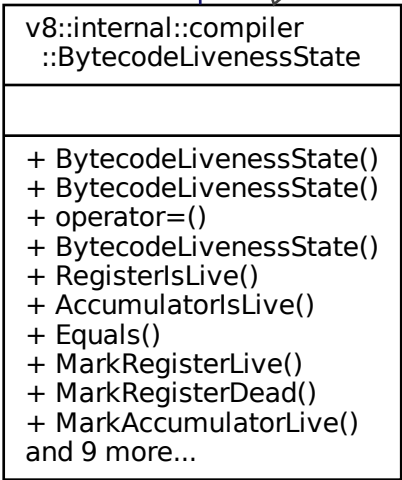 v8::internal::compiler
::BytecodeLivenessState
+ BytecodeLivenessState()
+ BytecodeLivenessState()
+ operator=()
+ BytecodeLivenessState()
+ RegisterIsLive()
+ AccumulatorIsLive()
+ Equals()
+ MarkRegisterLive()
+ MarkRegisterDead()
+ MarkAccumulatorLive()
and 9 more...